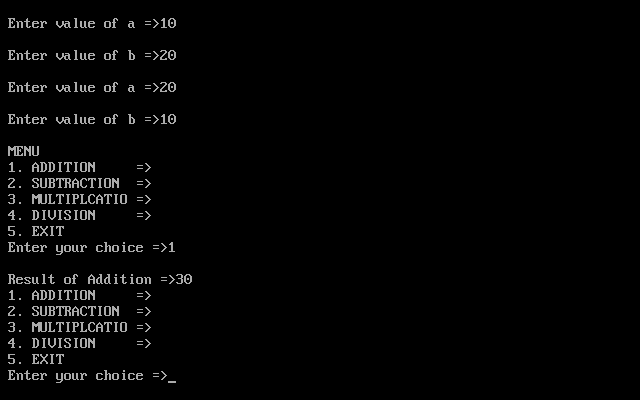 Enter value of a =>10
Enter value of b =>20
Enter value of a =>20
Enter value of b =>10
MENU
1. ADDITION     =>
2. SUBTRACTION  =>
3. MULTIPLCATIO =>
4. DIVISION     =>
5. EXIT
Enter your choice =>1
Result of Addition =>30
1. ADDITION     =>
2. SUBTRACTION  =>
3. MULTIPLCATIO =>
4. DIVISION     =>
5. EXIT
Enter your choice =>_